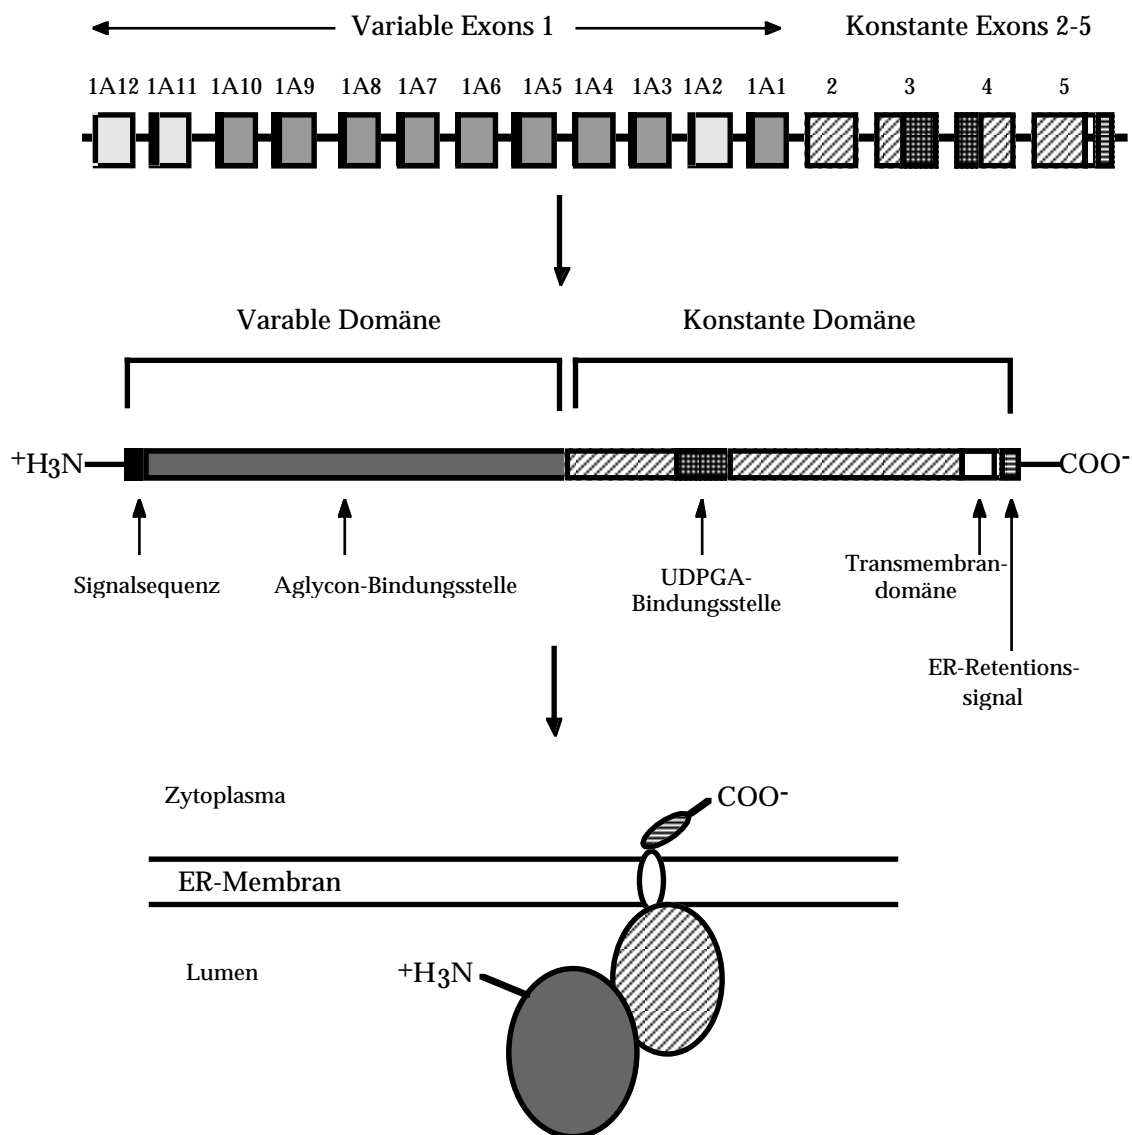 Variable Exons 1 Konstante Exons 2-5
1A12 1A11 1A10 1A9 1A8 1A7 1A6 1A5 1A4 1A3 1A2 1A1 2 3 4 5
Varable Domäne Konstante Domäne
+H3N COO-
Signalsequenz
Aglycon-Bindungsstelle
UDPGA-
Bindungsstelle
Transmembran-
domäne
ER-Retentions-
signal
Zytoplasma
COO-
ER-Membran
Lumen
+H3N